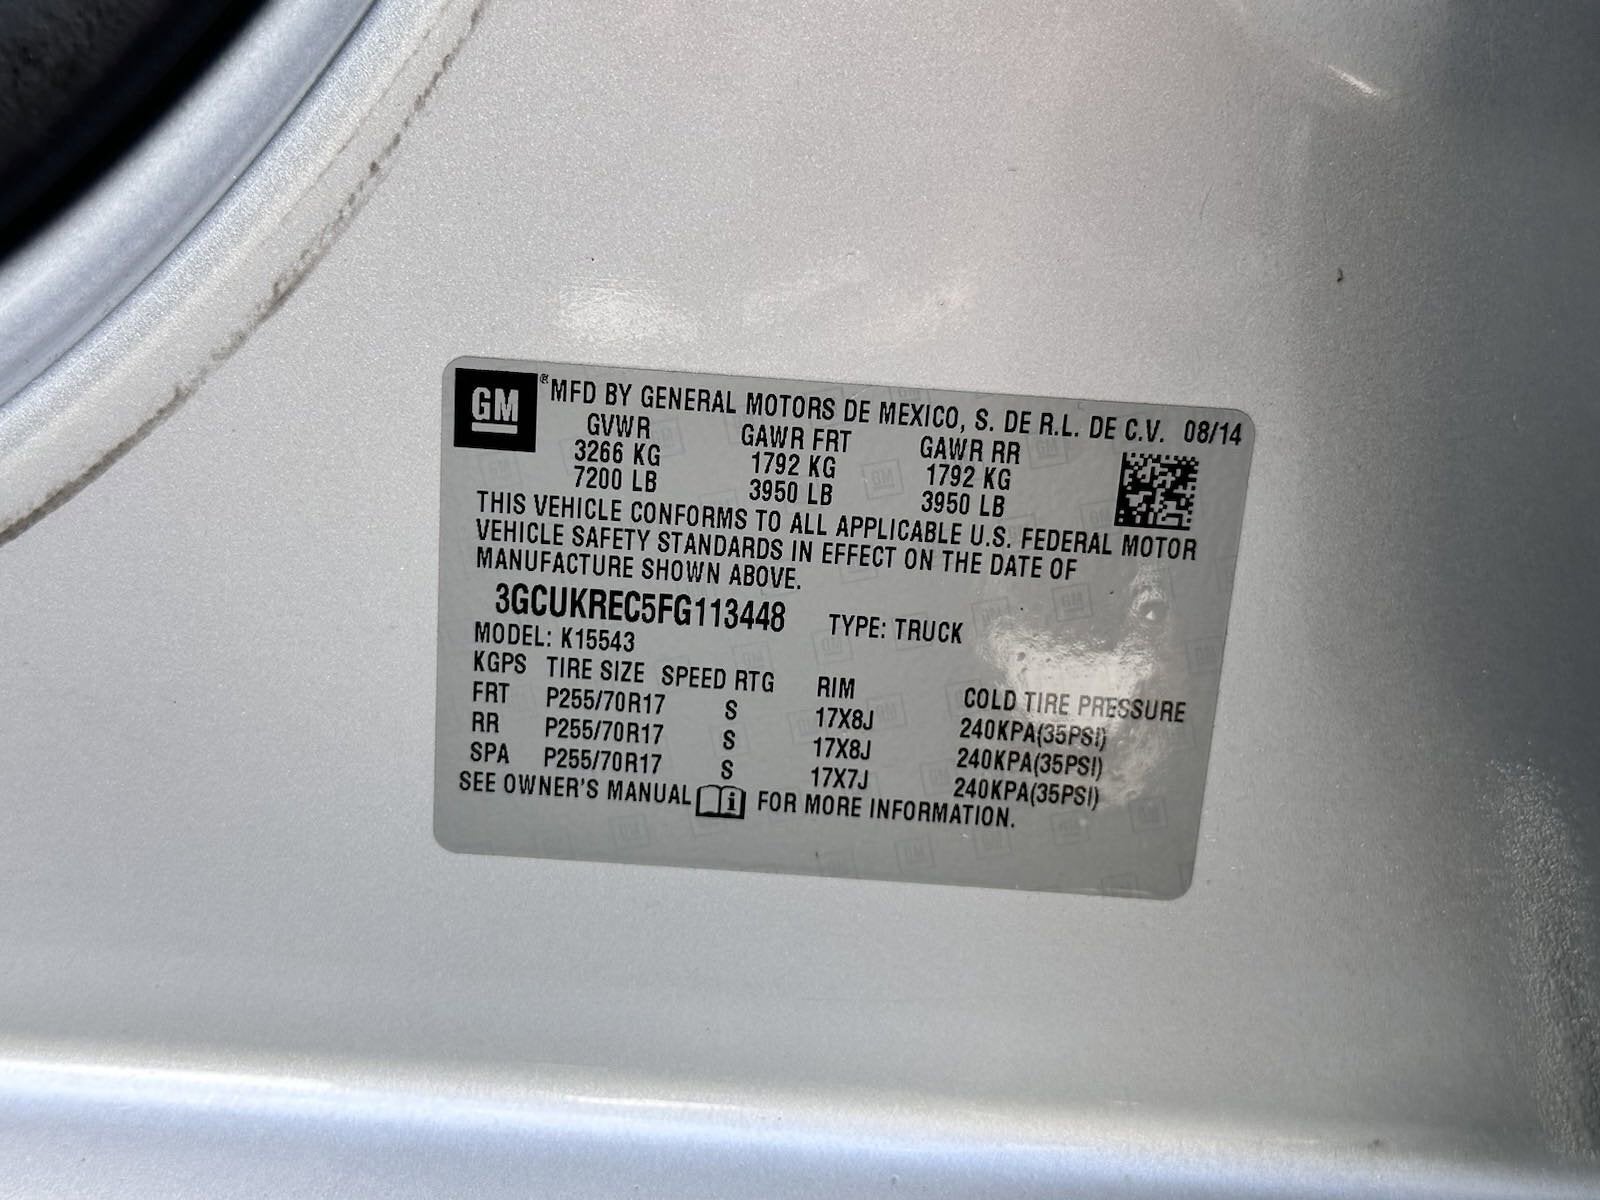 GM ® MFD BY GENERAL MOTORS DE MEXICO, S. DE R.L. DE C.V. 08/14
GVWR GAWR FRT GAWR RR
3266 KG 1792 KG 1792 KG
7200 LB 3950 LB 3950 LB
THIS VEHICLE CONFORMS TO ALL APPLICABLE U.S. FEDERAL MOTOR
VEHICLE SAFETY STANDARDS IN EFFECT ON THE DATE OF
MANUFACTURE SHOWN ABOVE.
3GCUKREC5FG113448 TYPE: TRUCK
MODEL: K15543
KGPS TIRE SIZE SPEED RTG RIM COLD TIRE PRESSURE
FRT P255/70R17 S 17X8J 240KPA(35PSI)
RR P255/70R17 S 17X8J 240KPA(35PSI)
SPA P255/70R17 S 17X7J 240KPA(35PSI)
SEE OWNER'S MANUAL i FOR MORE INFORMATION.